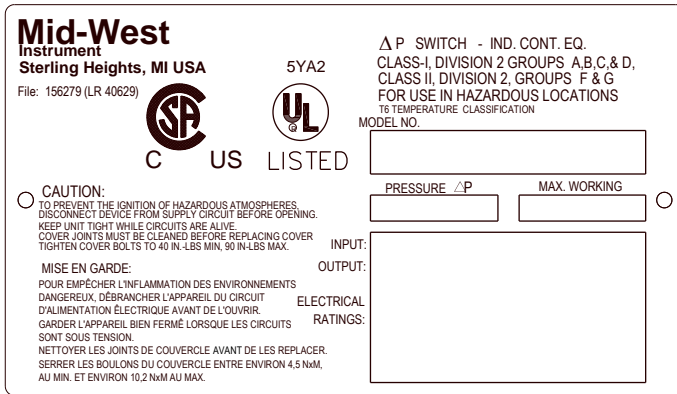 Mid-West
Instrument
Sterling Heights, MI USA
File: 156279 (LR 40629)
SA
C US
5YA2
UL
LISTED
Δ P SWITCH - IND. CONT. EQ.
CLASS-I, DIVISION 2 GROUPS A,B,C,& D,
CLASS II, DIVISION 2, GROUPS F & G
FOR USE IN HAZARDOUS LOCATIONS
T6 TEMPERATURE CLASSIFICATION
MODEL NO.
PRESSURE △P
MAX. WORKING
CAUTION:
TO PREVENT THE IGNITION OF HAZARDOUS ATMOSPHERES,
DISCONNECT DEVICE FROM SUPPLY CIRCUIT BEFORE OPENING.
KEEP UNIT TIGHT WHILE CIRCUITS ARE ALIVE.
COVER JOINTS MUST BE CLEANED BEFORE REPLACING COVER
TIGHTEN COVER BOLTS TO 40 IN.-LBS MIN, 90 IN-LBS MAX.
MISE EN GARDE:
POUR EMPÊCHER L'INFLAMMATION DES ENVIRONNEMENTS
DANGEREUX, DÊBRANCHER L'APPAREIL DU CIRCUIT
D'ALIMENTATION ÊLECTRIQUE AVANT DE L'OUVRIR.
GARDER L'APPAREIL BIEN FERMÊ LORSQUE LES CIRCUITS
SONT SOUS TENSION.
NETTOYER LES JOINTS DE COUVERCLE AVANT DE LES REPLACER.
SERRER LES BOULONS DU COUVERCLE ENTRE ENVIRON 4,5 NxM,
AU MIN. ET ENVIRON 10,2 NxM AU MAX.
INPUT:
OUTPUT:
ELECTRICAL
RATINGS: